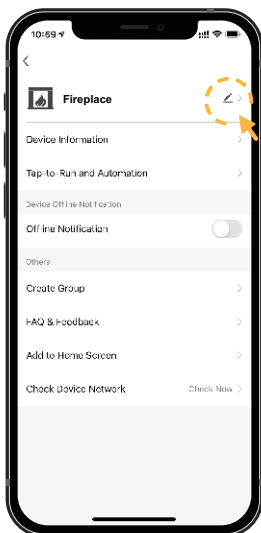 10:59
Fireplace
Device Information
Tap-to-Run and Automation
Device Offline Notification
Offline Notification
Others
Create Group
FAQ & Feedback
Add to Home Screen
Check Device Network Check Now